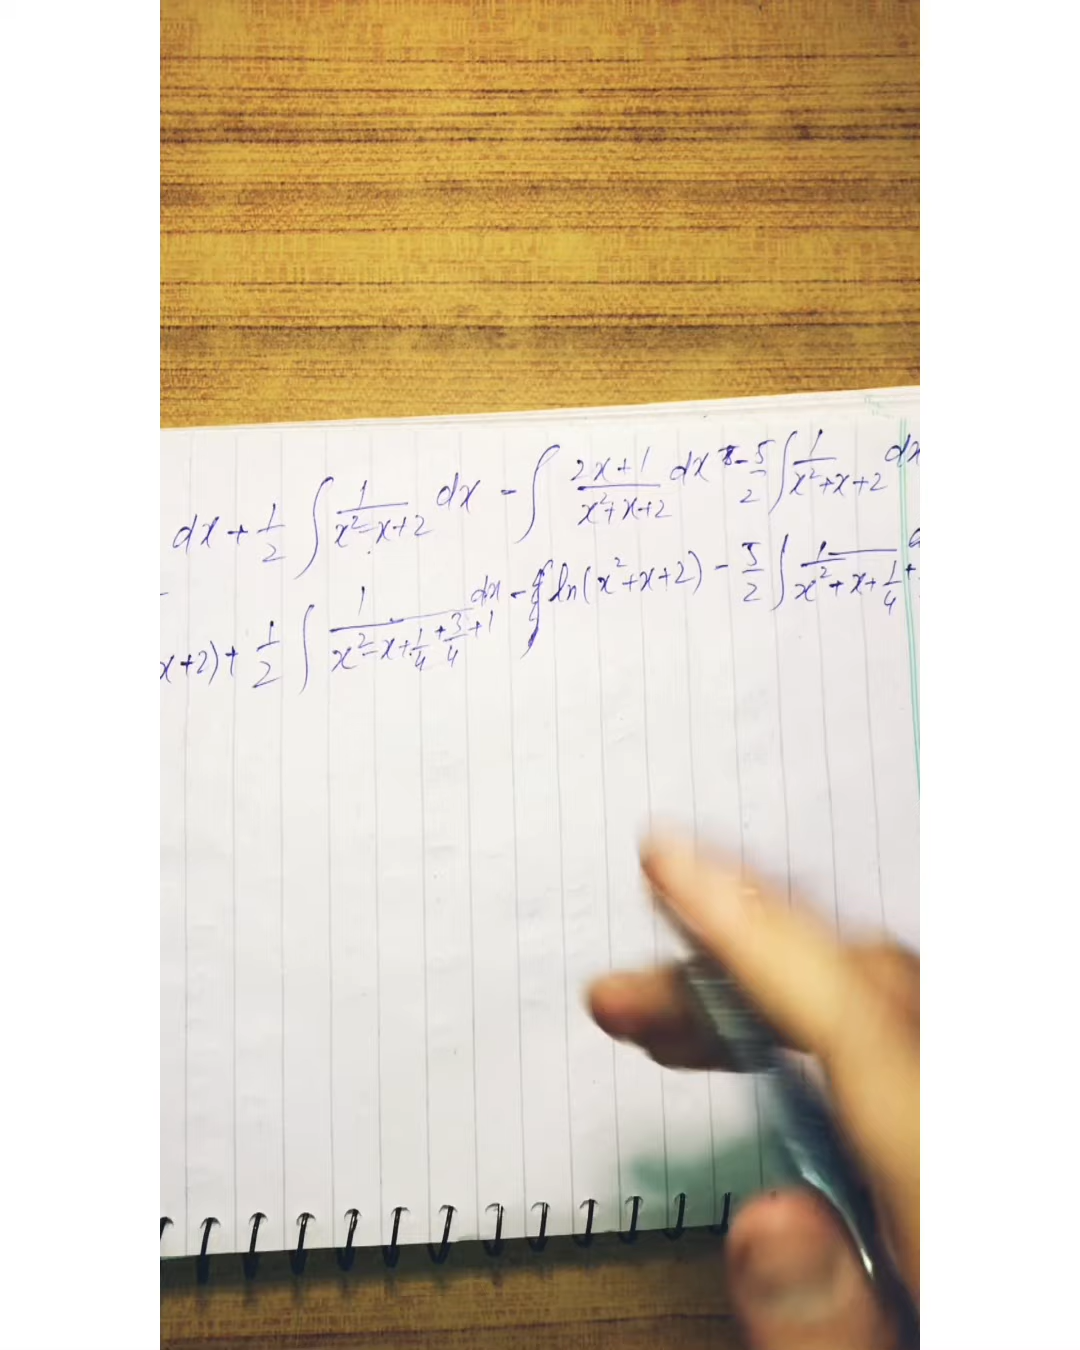 dx + 1/2 ∫ 1/(x²-x+2) dx - ∫ (2x+1)/(x²+x+2) dx - 5/2 ∫ 1/(x²+x+2) dx
x+2) + 1/2 ∫ 1/(x²-x+1/4+3/4+1) dx - ln(x²+x+2) - 5/2 ∫ 1/(x²+x+1/4+